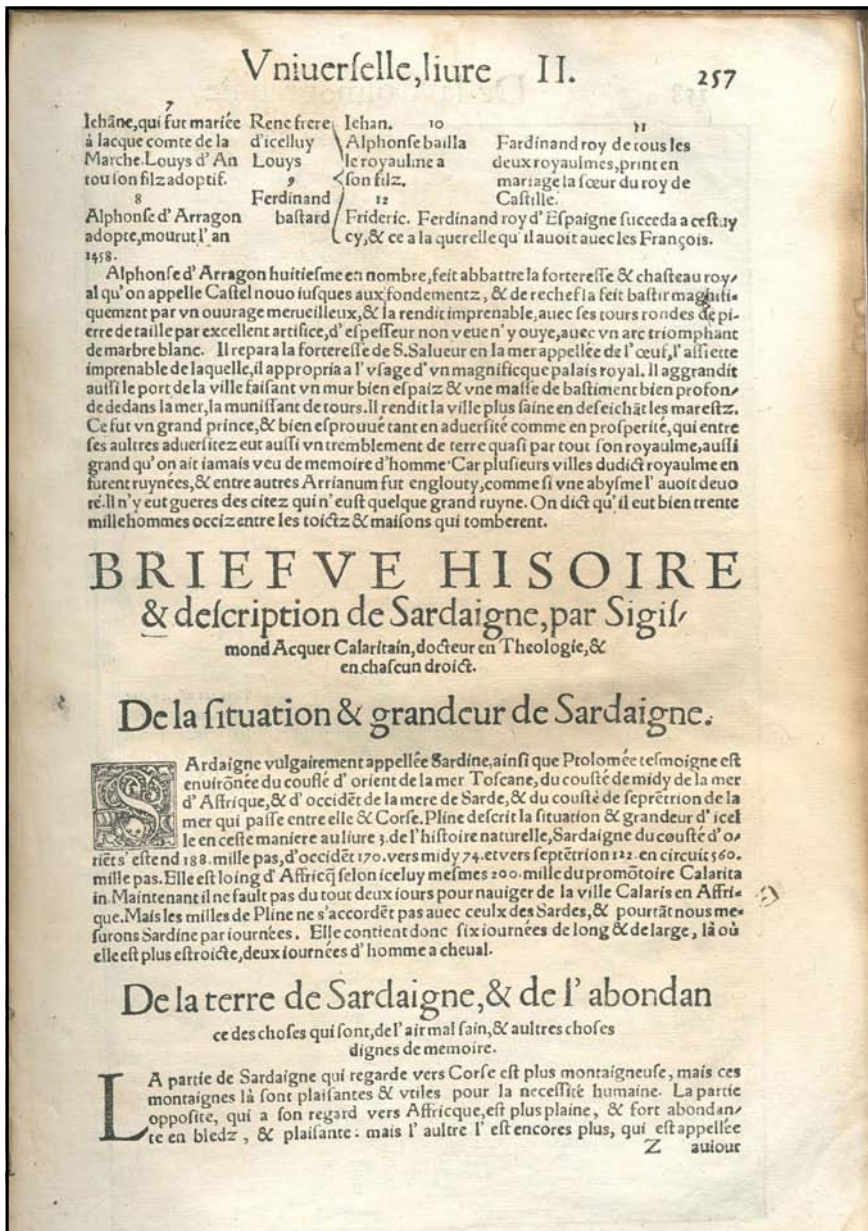 Vniuerſelle,liure II. 257
7
Iehãne,qui fut mariée Rene frere Iehan. 10 11
à Iacque comte de la d'icelluy Alphonſe bailla Fardinand roy de tous les
Marche.Louys d' An Louys le royaulme a deux royaulmes,print en
iou ſon filz adoptif. 9 ſon filz. mariage la ſœur du roy de
8 Ferdinand 12 Caſtille.
Alphonſe d' Arragon baſtard Frideric. Ferdinand roy d' Eſpaigne ſucceda a ceſtuy
adopte,mourut l' an cy,& ce a la querelle qu' il auoit auec les François.
1458.
Alphonſe d' Arragon huitieſme en nombre,feit abbattre la fortereſſe & chaſteau roy-
al qu' on appelle Caſtel nouo iuſques aux fondementz, & de rechef la feit baſtir magnifi-
quement par vn ouurage merueilleux,& la rendit imprenable,auec ſes tours rondes de pi-
erre de taille par excellent artifice,d' eſpeſſeur non veue n' y ouye,auec vn arc triomphant
de marbre blanc. Il repara la fortereſſe de S.Salueur en la mer appellée de l' œuf,l' aſſiette
imprenable de laquelle,il appropria a l' vſage d' vn magnificque palais royal. Il aggrandit
auſſi le port de la ville faiſant vn mur bien eſpaiz & vne maſſe de baſtiment bien profon-
de dedans la mer,la muniſſant de tours.Il rendit la ville plus ſaine en deſeichãt les mareſtz.
Ce fut vn grand prince,& bien eſprouué tant en aduerſité comme en proſperité,qui entre
ſes aultres aduerſitez eut auſſi vn tremblement de terre quaſi par tout ſon royaulme,auſſi
grand qu' on ait iamais veu de memoire d' homme·Car pluſieurs villes dudict royaulme en
furent ruynées,& entre autres Arrianum fut englouty,comme ſi vne abyſme l' auoit deuo
ré.Il n' y eut gueres des citez qui n' euſt quelque grand ruyne. On dict qu' il eut bien trente
mille hommes occiz entre les toictz & maiſons qui tomberent.
BRIEFVE HISOIRE
& deſcription de Sardaigne,par Sigiſ-
mond Acquer Calaritain,docteur en Theologie,&
en chaſcun droict.
De la ſituation & grandeur de Sardaigne.
SArdaigne vulgairement appellée Sardine,ainſi que Ptolomée teſmoigne eſt
enuirõnée du couſté d' orient de la mer Toſcane,du couſté de midy de la mer
d' Affrique,& d' occidẽt de la mere de Sarde,& du couſté de ſeptẽtrion de la
mer qui paſſe entre elle & Corſe.Pline deſcrit la ſituation & grandeur d' icel
le en ceſte maniere au liure 3.de l' hiſtoire naturelle,Sardaigne du couſté d' o-
riẽt s' eſtend 188.mille pas,d' occidẽt 170.vers midy 74.et vers ſeptẽtrion 122.en circuit 560.
mille pas.Elle eſt loing d' Affricq̃ ſelon iceluy meſmes 200.mille du promõtoire Calarita
in.Maintenant il ne fault pas du tout deux iours pour nauiger de la ville Calaris en Affri-
que.Mais les milles de Pline ne s' accordẽt pas auec ceulx des Sardes,& pourtãt nous me-
ſurons Sardine par iournées. Elle contient donc ſix iournées de long & de large, là où
elle eſt plus eſtroicte,deux iournées d' homme a cheual.
De la terre de Sardaigne,& de l' abondan
ce des choſes qui ſont,de l' air mal ſain,& aultres choſes
dignes de memoire.
LA partie de Sardaigne qui regarde vers Corſe eſt plus montaigneuſe, mais ces
montaignes là ſont plaiſantes & vtiles pour la neceſſité humaine. La partie
oppoſite, qui a ſon regard vers Affricque,eſt plus plaine, & fort abondan-
te en bledz , & plaiſante: mais l' aultre l' eſt encores plus, qui eſt appellée
Z auiour